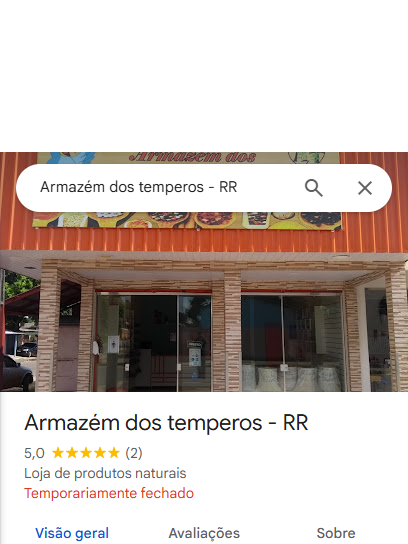 Armazém dos
Armazém dos temperos - RR
Armazém dos temperos - RR
5,0 (2)
Loja de produtos naturais
Temporariamente fechado
Visão geral Avaliações Sobre